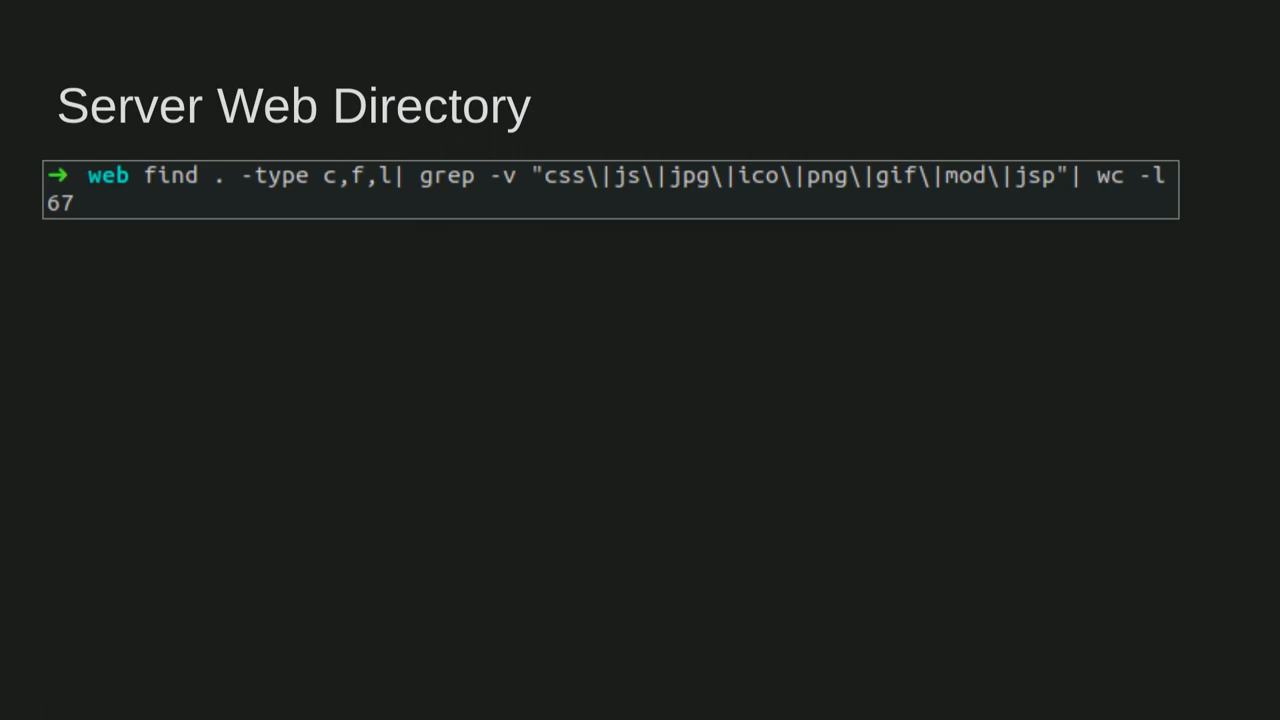 Server Web Directory
➜ web find . -type c,f,l| grep -v "css\|js\|jpg\|ico\|png\|gif\|mod\|jsp"| wc -l
67